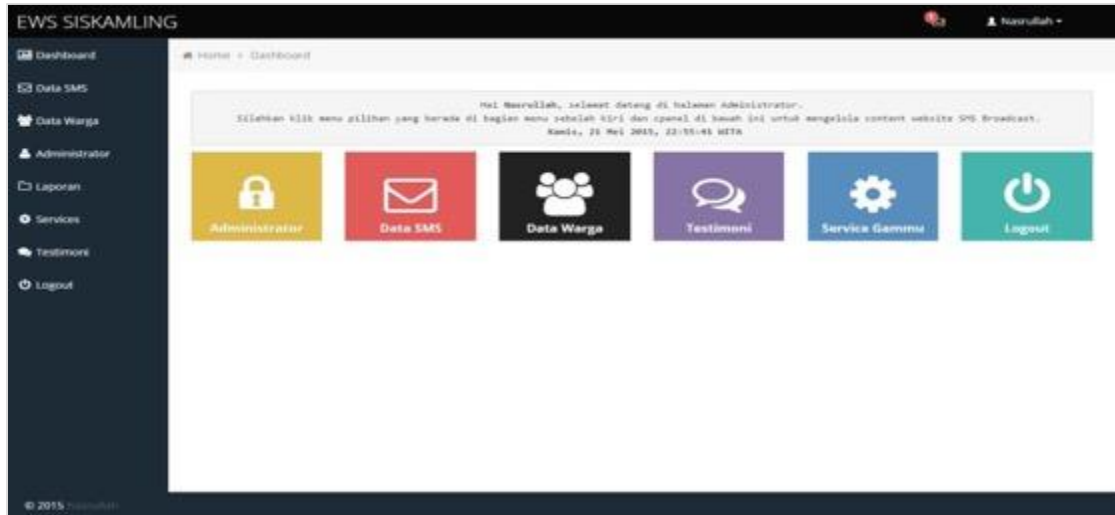 EWS SISKAMLING
Nasrullah
Dashboard
Data SMS
Data Warga
Administrator
Laporan
Services
Testimoni
Logout
Home Dashboard
Hai Nasrullah, selamat datang di halaman Administrator.
Silahkan klik menu pilihan yang berada di bagian menu sebelah kiri dan cpanel di bawah ini untuk mengelola content website SMS Broadcast.
Kamis, 21 Mei 2015, 22:55:41 WITA
Administrator
Data SMS
Data Warga
Testimoni
Service Gammu
Logout
© 2015 Nasrullah